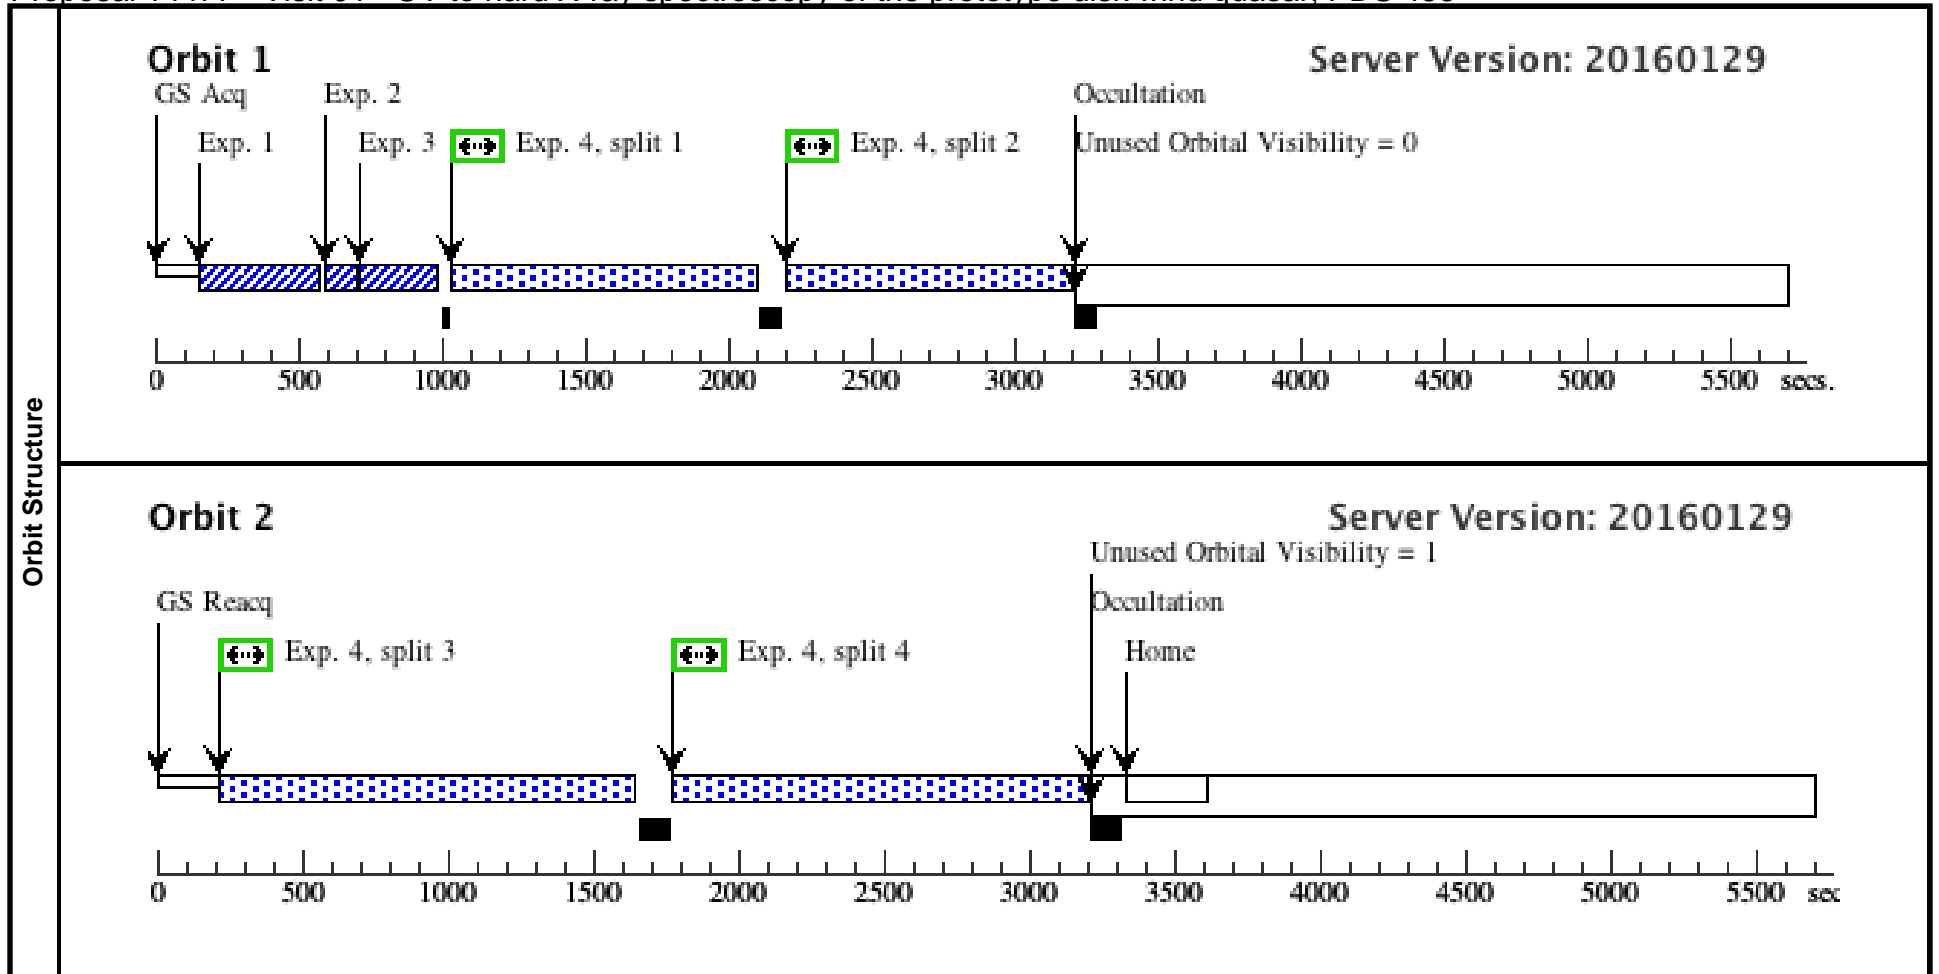 Orbit 1
Server Version: 20160129
GS Acq
Exp. 2
Occultation
Exp. 1
Exp. 3
Exp. 4, split 1
Exp. 4, split 2
Unused Orbital Visibility = 0
0 500 1000 1500 2000 2500 3000 3500 4000 4500 5000 5500 secs.
Orbit Structure
Orbit 2
Server Version: 20160129
Unused Orbital Visibility = 1
GS Reacq
Occultation
Exp. 4, split 3
Exp. 4, split 4
Home
0 500 1000 1500 2000 2500 3000 3500 4000 4500 5000 5500 sec